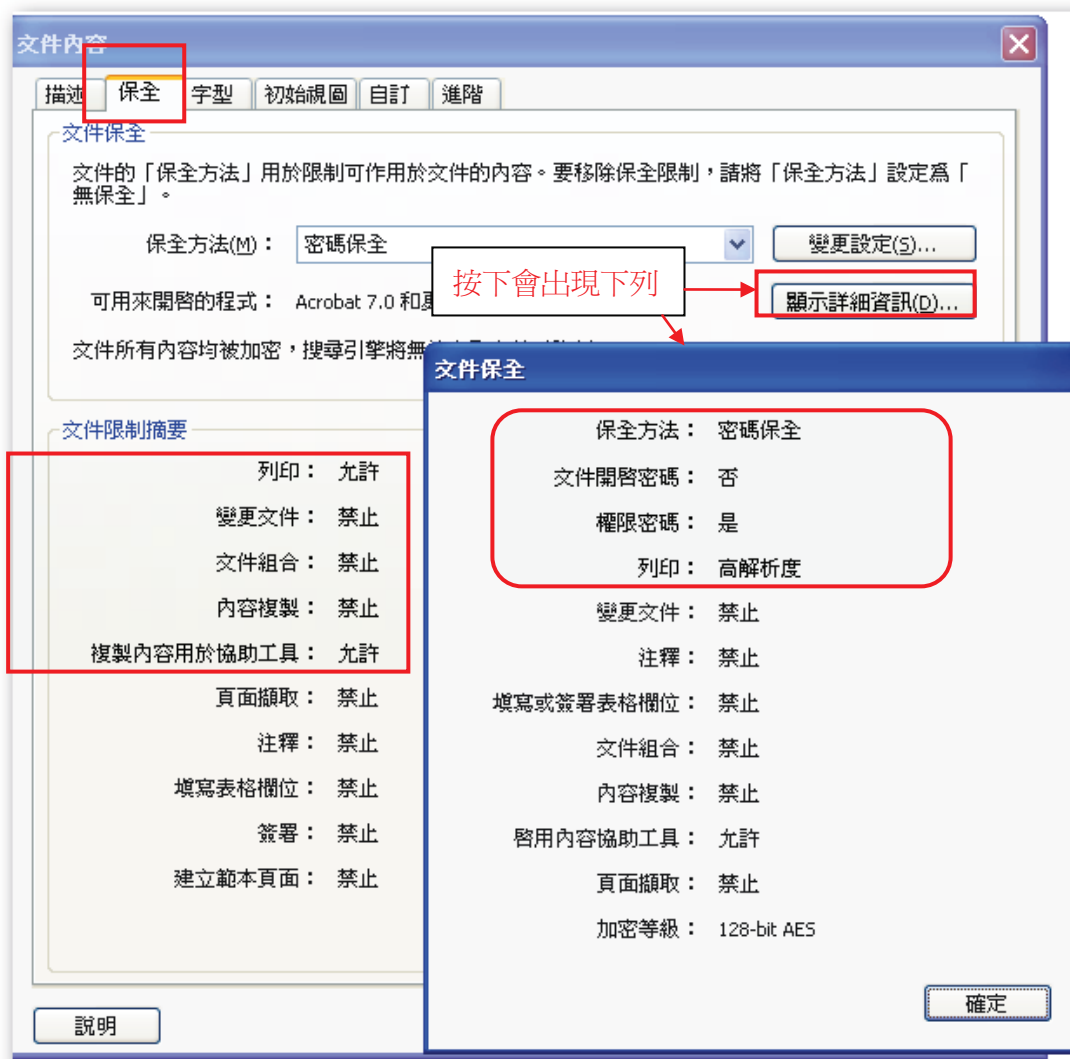 文件內容
描述 保全 字型 初始視圖 自訂 進階
文件保全
文件的「保全方法」用於限制可作用於文件的內容。要移除保全限制，請將「保全方法」設定爲「
無保全」。
保全方法(M)： 密碼保全 變更設定(S)...
按下會出現下列
可用來開啓的程式： Acrobat 7.0 和 顯示詳細資訊(D)...
文件所有內容均被加密，搜尋引擎將無
文件限制摘要
列印： 允許
變更文件： 禁止
文件組合： 禁止
內容複製： 禁止
複製內容用於協助工具： 允許
頁面擷取： 禁止
注釋： 禁止
塡寫表格欄位： 禁止
簽署： 禁止
建立範本頁面： 禁止
說明
文件保全
保全方法： 密碼保全
文件開啓密碼： 否
權限密碼： 是
列印： 高解析度
變更文件： 禁止
注釋： 禁止
塡寫或簽署表格欄位： 禁止
文件組合： 禁止
內容複製： 禁止
啓用內容協助工具： 允許
頁面擷取： 禁止
加密等級： 128-bit AES
確定